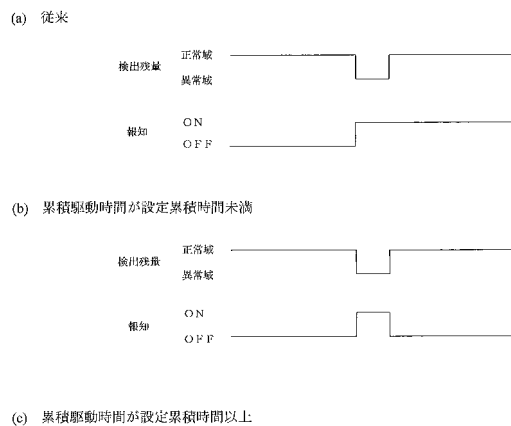 (a) 従来
正常域
検出残量
異常域
ON
報知
OFF
(b) 累積駆動時間が設定累積時間未満
正常域
検出残量
異常域
ON
報知
OFF
(c) 累積駆動時間が設定累積時間以上